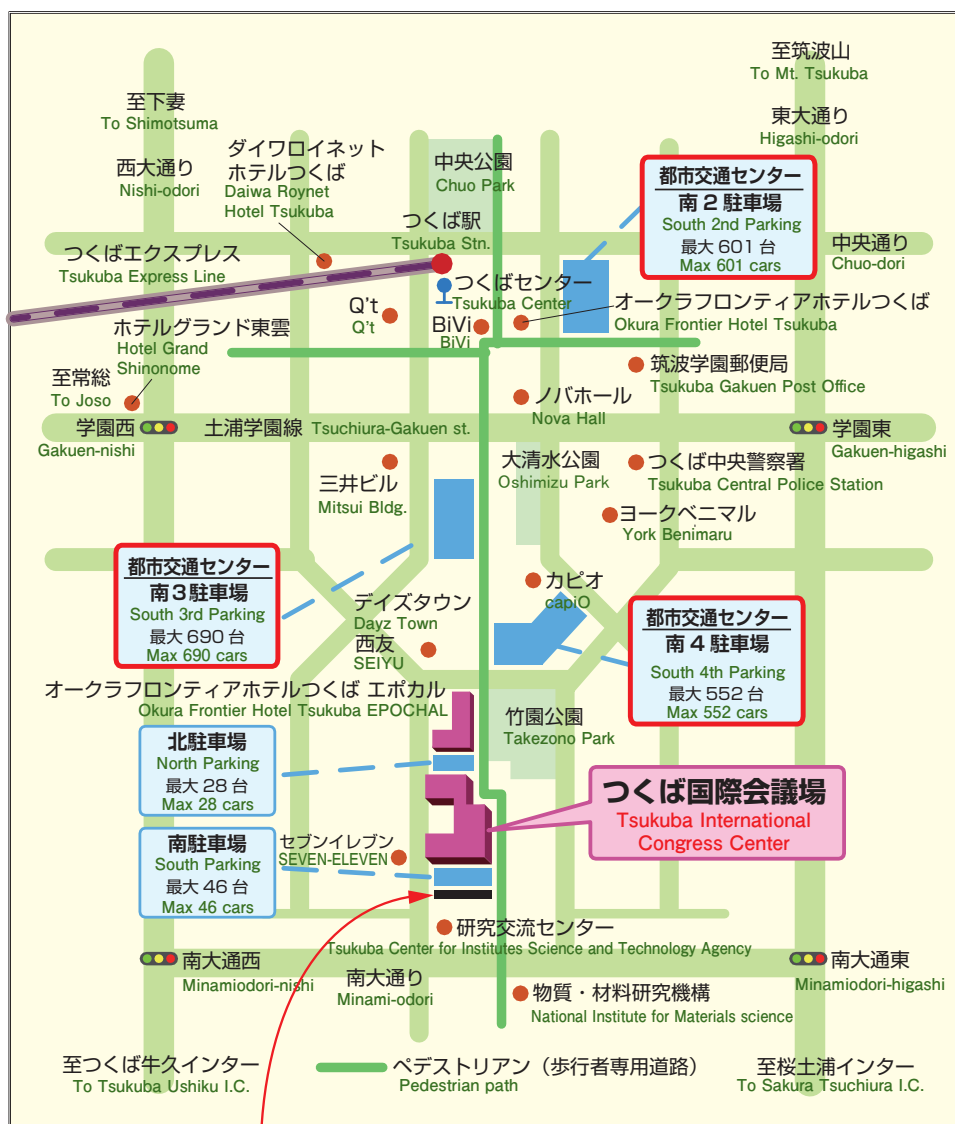 至筑波山
To Mt. Tsukuba
至下妻
To Shimotsuma
東大通り
Higashi-odori
西大通り
Nishi-odori
ダイワロイネット
ホテルつくば
Daiwa Roynet
Hotel Tsukuba
中央公園
Chuo Park
都市交通センター
南2駐車場
South 2nd Parking
最大 601 台
Max 601 cars
つくば駅
Tsukuba Stn.
中央通り
Chuo-dori
つくばエクスプレス
Tsukuba Express Line
つくばセンター
Tsukuba Center
Q't
Q't
BiVi
BiVi
オークラフロンティアホテルつくば
Okura Frontier Hotel Tsukuba
ホテルグランド東雲
Hotel Grand
Shinonome
筑波学園郵便局
Tsukuba Gakuen Post Office
至常総
To Joso
ノバホール
Nova Hall
学園西
Gakuen-nishi
土浦学園線 Tsuchiura-Gakuen st.
学園東
Gakuen-higashi
大清水公園
Oshimizu Park
つくば中央警察署
Tsukuba Central Police Station
三井ビル
Mitsui Bldg.
ヨークベニマル
York Benimaru
都市交通センター
南3駐車場
South 3rd Parking
最大 690 台
Max 690 cars
カピオ
capiO
デイズタウン
Dayz Town
西友
SEIYU
都市交通センター
南4駐車場
South 4th Parking
最大 552 台
Max 552 cars
オークラフロンティアホテルつくば エポカル
Okura Frontier Hotel Tsukuba EPOCHAL
竹園公園
Takezono Park
北駐車場
North Parking
最大 28 台
Max 28 cars
つくば国際会議場
Tsukuba International
Congress Center
南駐車場
South Parking
最大 46 台
Max 46 cars
セブンイレブン
SEVEN-ELEVEN
研究交流センター
Tsukuba Center for Institutes Science and Technology Agency
南大通西
Minamiodori-nishi
南大通り
Minami-odori
南大通東
Minamiodori-higashi
物質・材料研究機構
National Institute for Materials science
至つくば牛久インター
To Tsukuba Ushiku I.C.
ペデストリアン（歩行者専用道路）
Pedestrian path
至桜土浦インター
To Sakura Tsuchiura I.C.